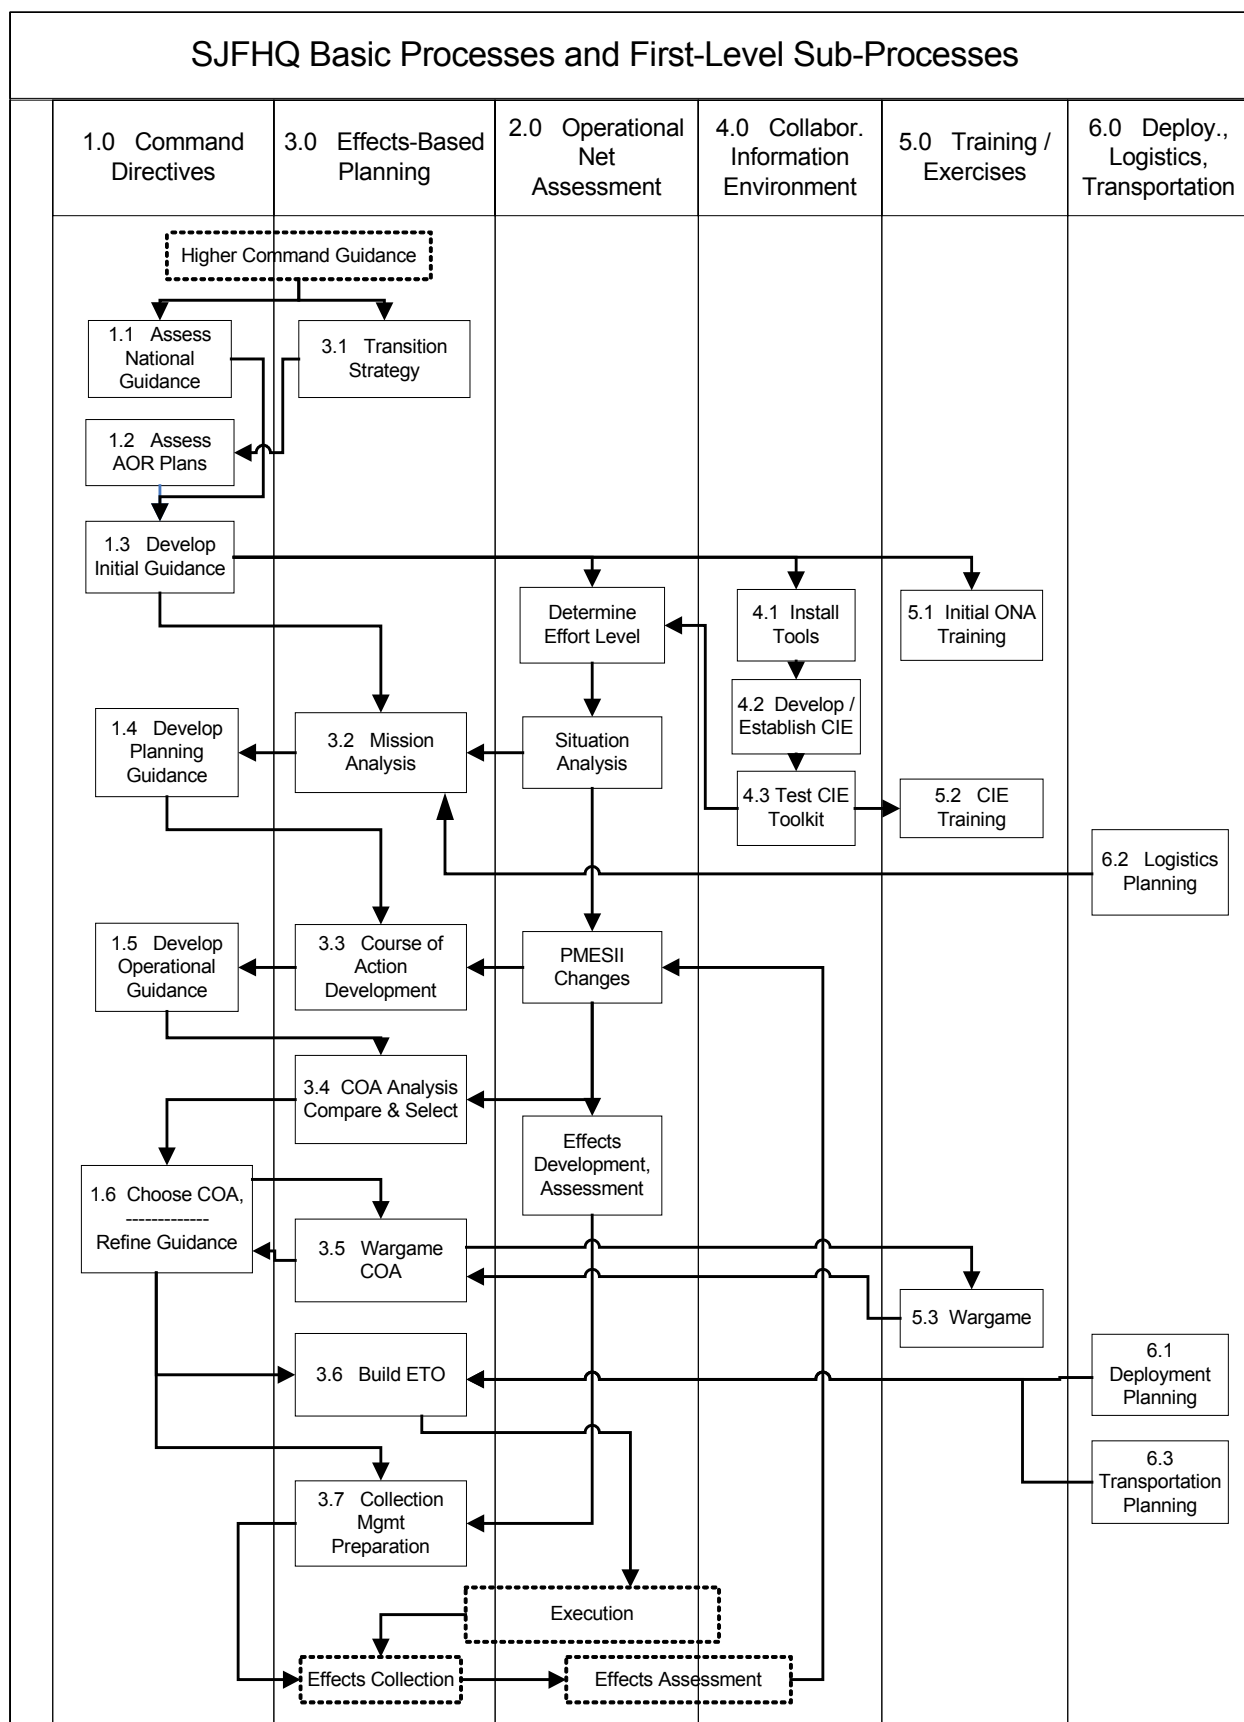 SJFHQ Basic Processes and First-Level Sub-Processes
1.0 Command
Directives
3.0 Effects-Based
Planning
2.0 Operational
Net
Assessment
4.0 Collabor.
Information
Environment
5.0 Training /
Exercises
6.0 Deploy.,
Logistics,
Transportation
Higher Command Guidance
1.1 Assess
National
Guidance
3.1 Transition
Strategy
1.2 Assess
AOR Plans
1.3 Develop
Initial Guidance
Determine
Effort Level
4.1 Install
Tools
5.1 Initial ONA
Training
4.2 Develop /
Establish CIE
1.4 Develop
Planning
Guidance
3.2 Mission
Analysis
Situation
Analysis
4.3 Test CIE
Toolkit
5.2 CIE
Training
6.2 Logistics
Planning
1.5 Develop
Operational
Guidance
3.3 Course of
Action
Development
PMESII
Changes
3.4 COA Analysis
Compare & Select
Effects
Development,
Assessment
1.6 Choose COA,
-------------
Refine Guidance
3.5 Wargame
COA
5.3 Wargame
3.6 Build ETO
6.1
Deployment
Planning
6.3
Transportation
Planning
3.7 Collection
Mgmt
Preparation
Execution
Effects Collection
Effects Assessment